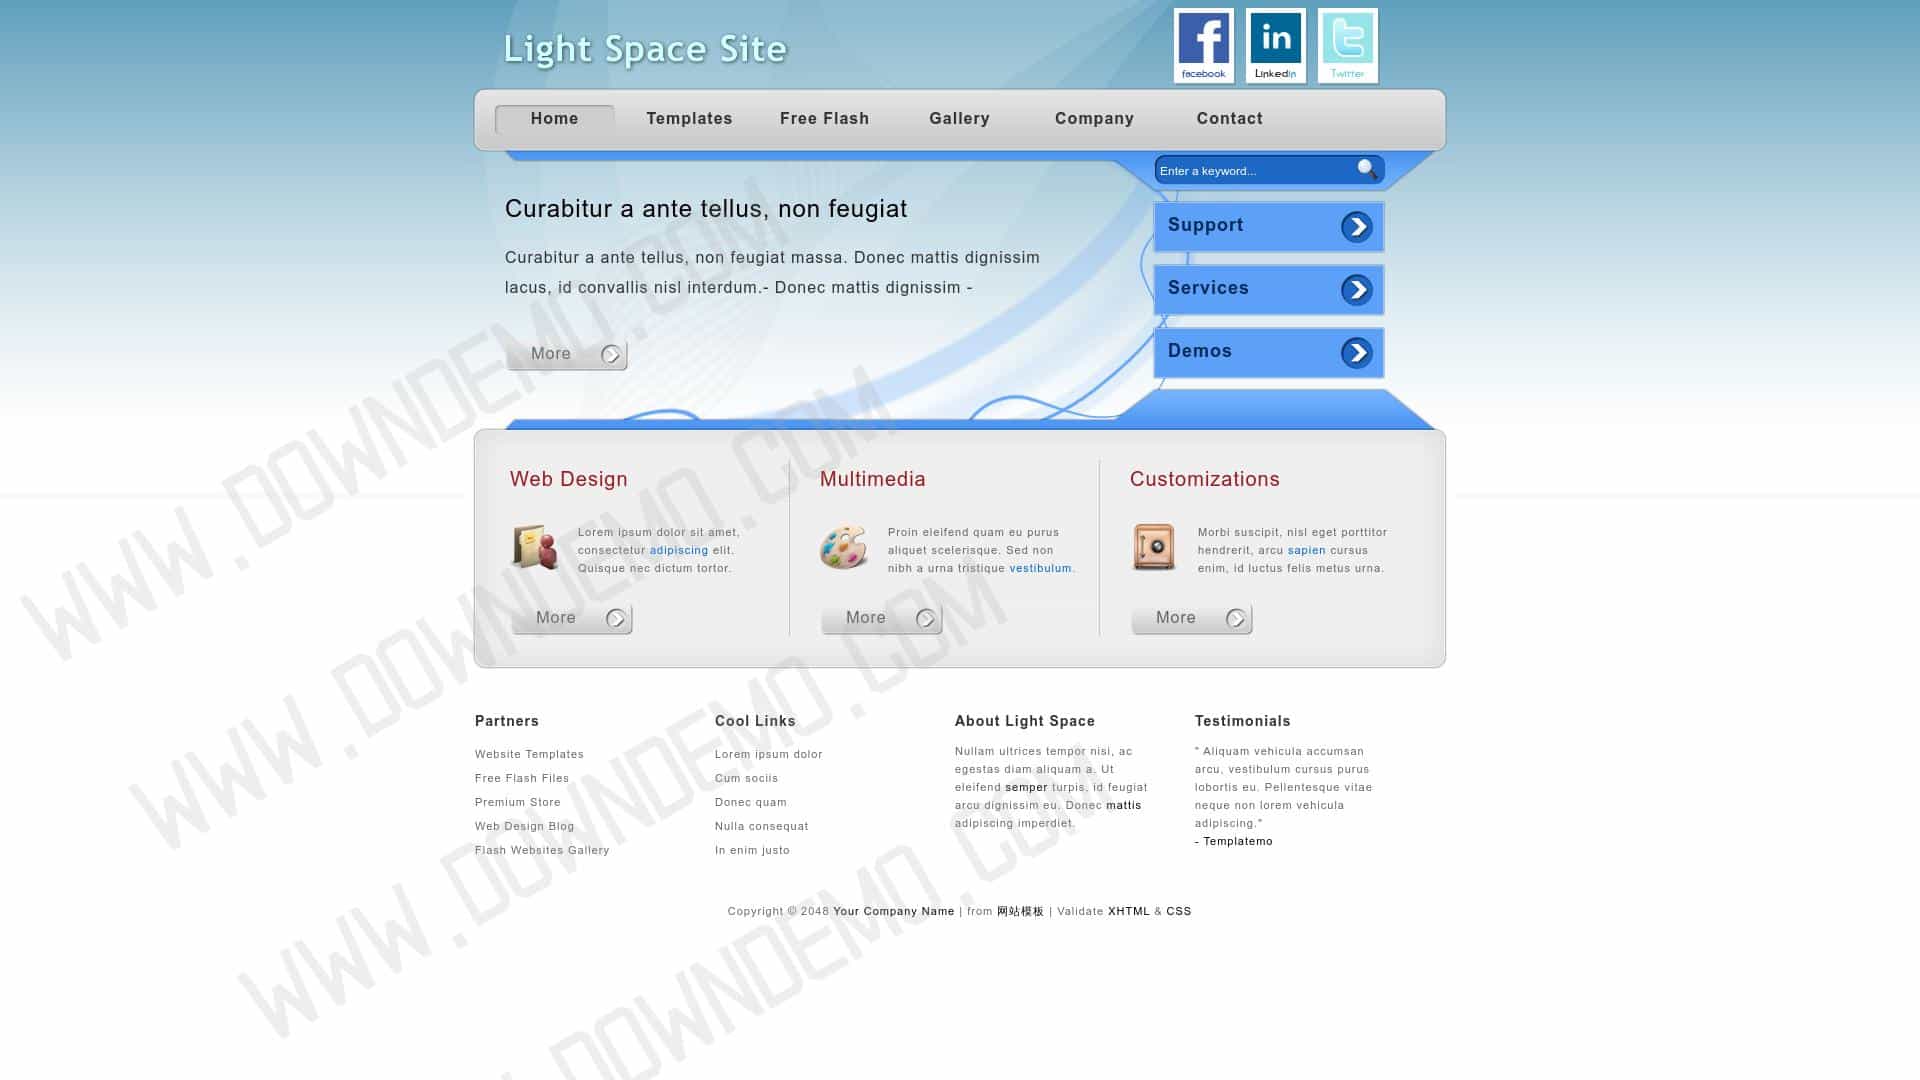 Light Space Site
facebook
Linkedin
Twitter
Home
Templates
Free Flash
Gallery
Company
Contact
Enter a keyword...
Curabitur a ante tellus, non feugiat
Curabitur a ante tellus, non feugiat massa. Donec mattis dignissim
lacus, id convallis nisl interdum.- Donec mattis dignissim -
More
Support
Services
Demos
Web Design
Lorem ipsum dolor sit amet,
consectetur adipiscing elit.
Quisque nec dictum tortor.
More
Multimedia
Proin eleifend quam eu purus
aliquet scelerisque. Sed non
nibh a urna tristique vestibulum.
More
Customizations
Morbi suscipit, nisl eget porttitor
hendrerit, arcu sapien cursus
enim, id luctus felis metus urna.
More
Partners
Website Templates
Free Flash Files
Premium Store
Web Design Blog
Flash Websites Gallery
Cool Links
Lorem ipsum dolor
Cum sociis
Donec quam
Nulla consequat
In enim justo
About Light Space
Nullam ultrices tempor nisi, ac
egestas diam aliquam a. Ut
eleifend semper turpis, id feugiat
arcu dignissim eu. Donec mattis
adipiscing imperdiet.
Testimonials
" Aliquam vehicula accumsan
arcu, vestibulum cursus purus
lobortis eu. Pellentesque vitae
neque non lorem vehicula
adipiscing."
- Templatemo
Copyright © 2048 Your Company Name | from 网站模板 | Validate XHTML & CSS
WWW.DOWNDEMO.COM
WWW.DOWNDEMO.COM
WWW.DOWNDEMO.COM
DOWNDEMO.COM